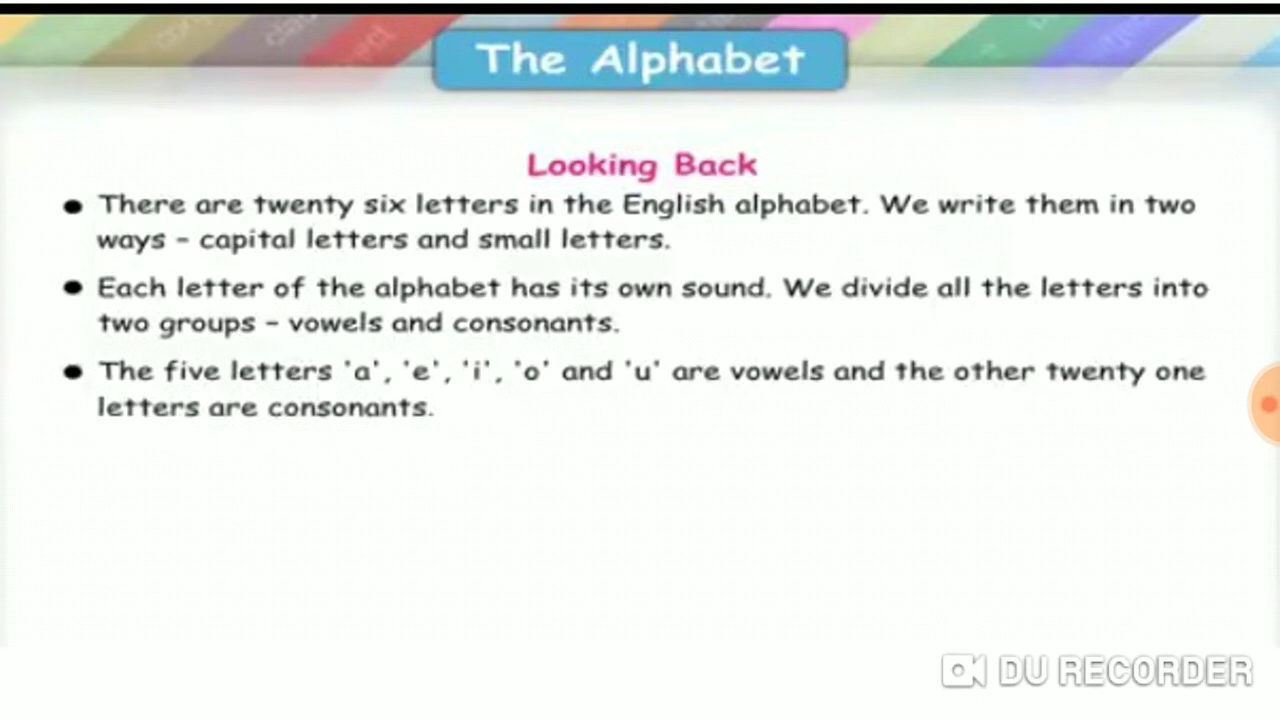 The Alphabet
Looking Back
● There are twenty six letters in the English alphabet. We write them in two
ways - capital letters and small letters.
● Each letter of the alphabet has its own sound. We divide all the letters into
two groups - vowels and consonants.
● The five letters 'a', 'e', 'i', 'o' and 'u' are vowels and the other twenty one
letters are consonants.
DU RECORDER